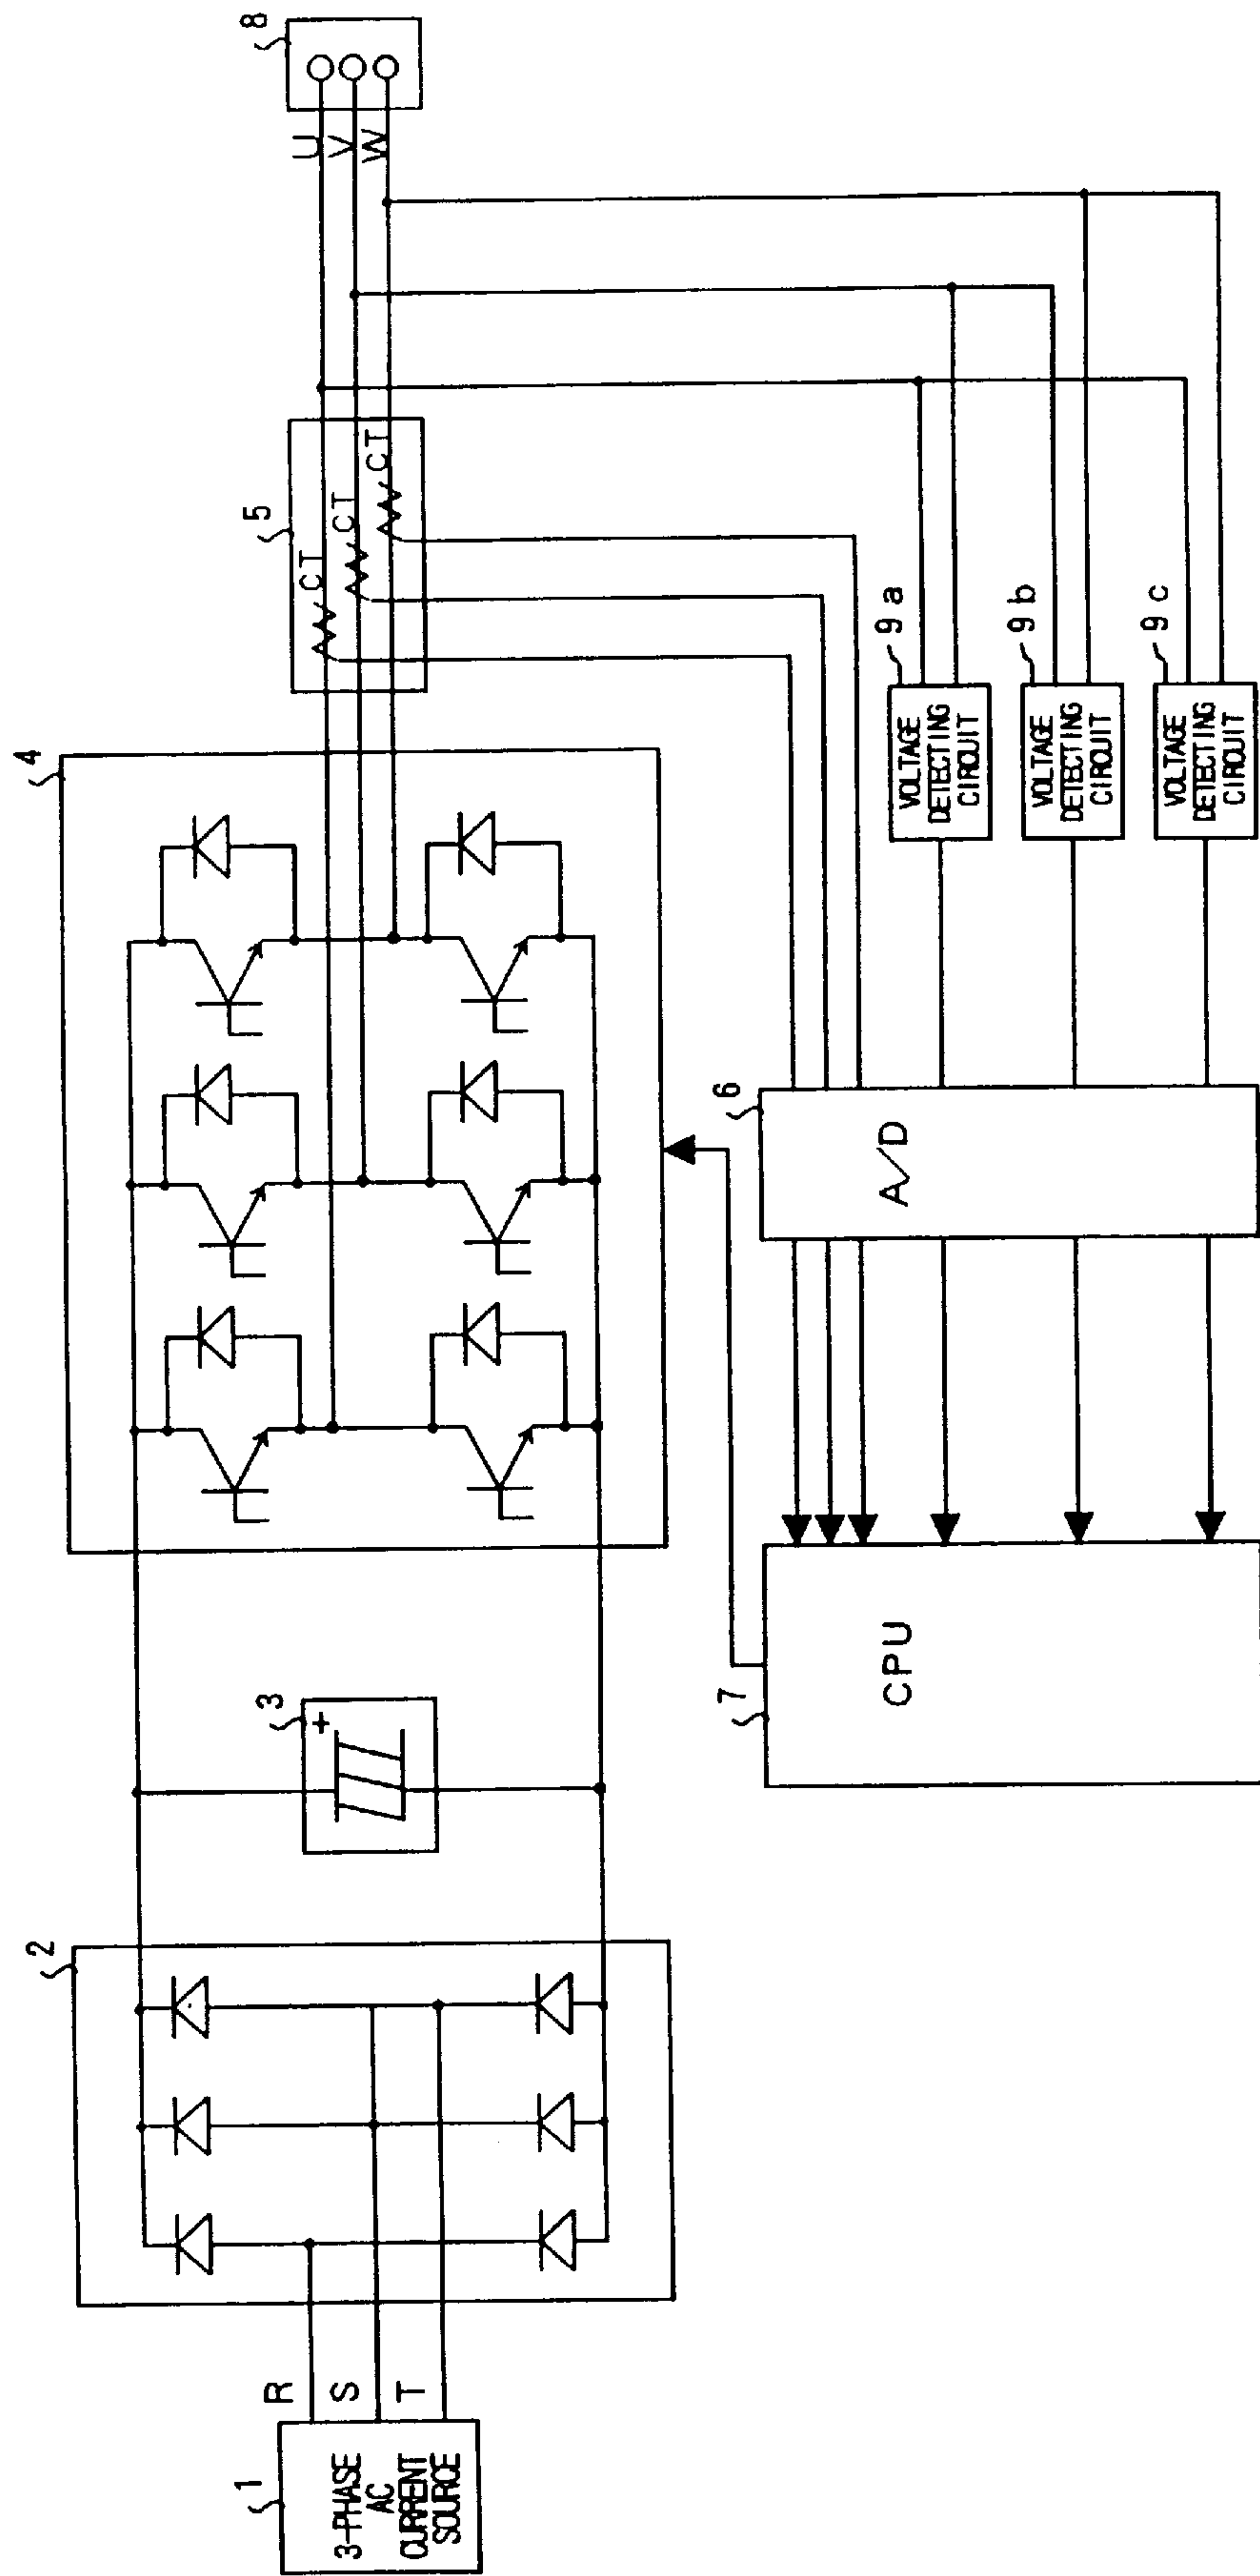 1
3-PHASE
AC
CURRENT
SOURCE
R
S
T
2
3
+
4
5
CT
CT
CT
U
V
W
8
7
CPU
6
A/D
9a
VOLTAGE
DETECTING
CIRCUIT
9b
VOLTAGE
DETECTING
CIRCUIT
9c
VOLTAGE
DETECTING
CIRCUIT